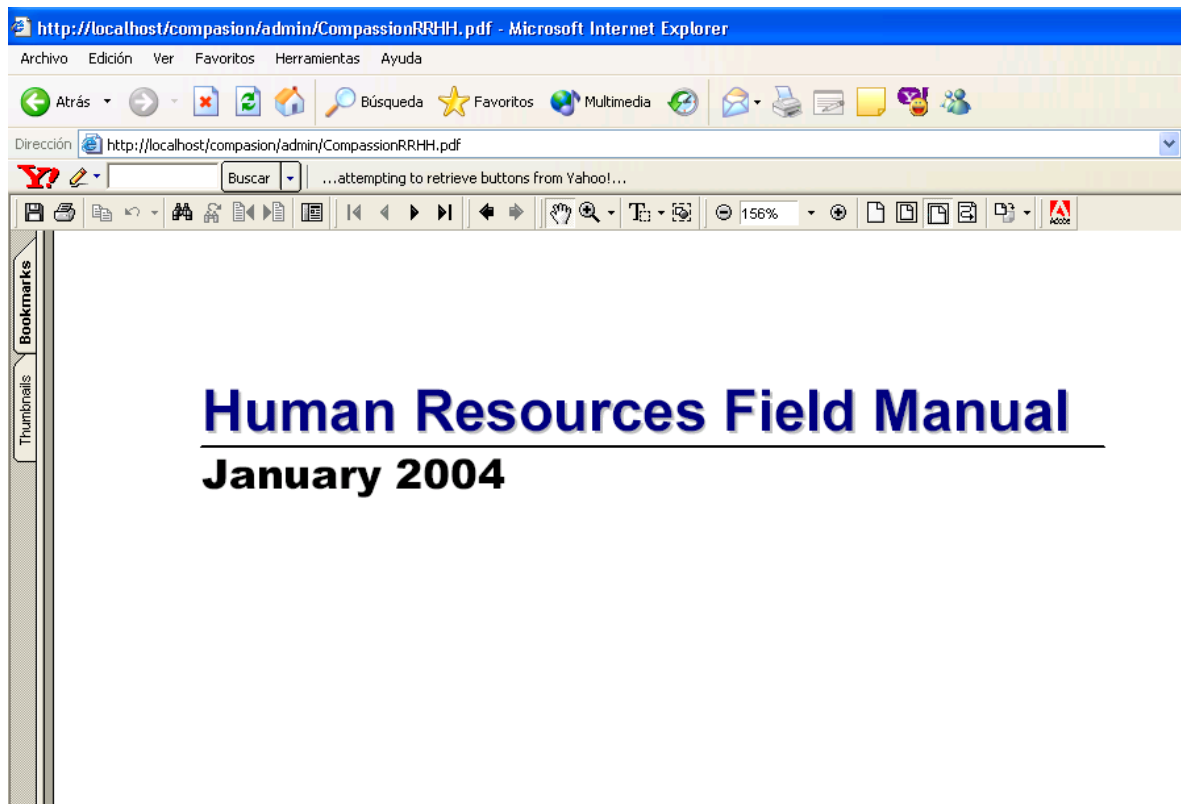 http://localhost/compasion/admin/CompassionRRHH.pdf - Microsoft Internet Explorer
Archivo Edición Ver Favoritos Herramientas Ayuda
Atrás Búsqueda Favoritos Multimedia
Dirección http://localhost/compasion/admin/CompassionRRHH.pdf
Y! Buscar ...attempting to retrieve buttons from Yahoo!...
156% Adobe
Bookmarks
Thumbnails
Human Resources Field Manual
January 2004